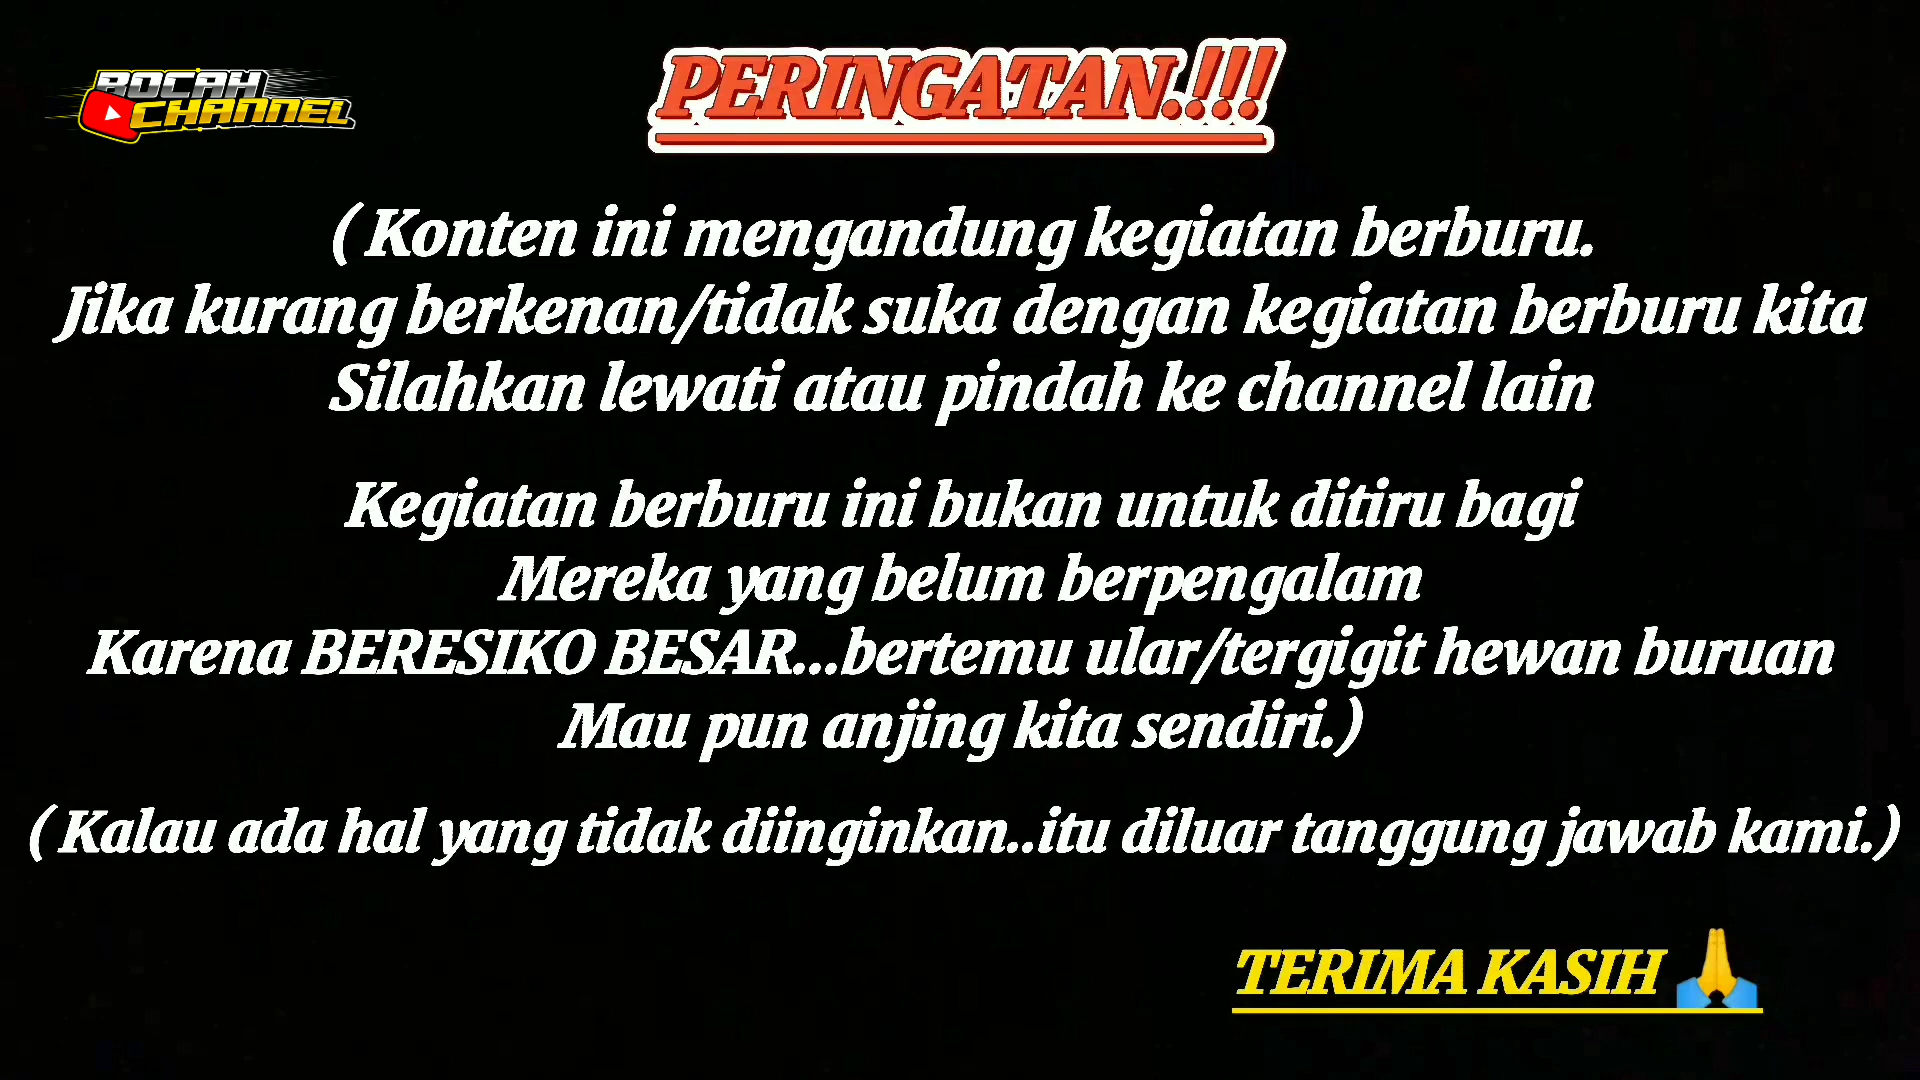 BOCAH
CHANNEL
PERINGATAN.!!!
( Konten ini mengandung kegiatan berburu.
Jika kurang berkenan/tidak suka dengan kegiatan berburu kita
Silahkan lewati atau pindah ke channel lain
Kegiatan berburu ini bukan untuk ditiru bagi
Mereka yang belum berpengalam
Karena BERESIKO BESAR...bertemu ular/tergigit hewan buruan
Mau pun anjing kita sendiri.)
( Kalau ada hal yang tidak diinginkan..itu diluar tanggung jawab kami.)
TERIMA KASIH 🙏